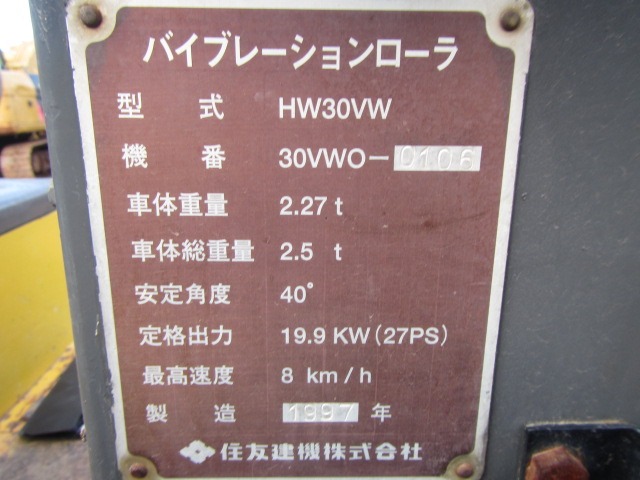 バイブレーションローラ
型 式 HW30VW
機 番 30VWO-0106
車体重量 2.27 t
車体総重量 2.5 t
安定角度 40°
定格出力 19.9 KW(27PS)
最高速度 8 km/h
製 造 1997 年
住友建機株式会社